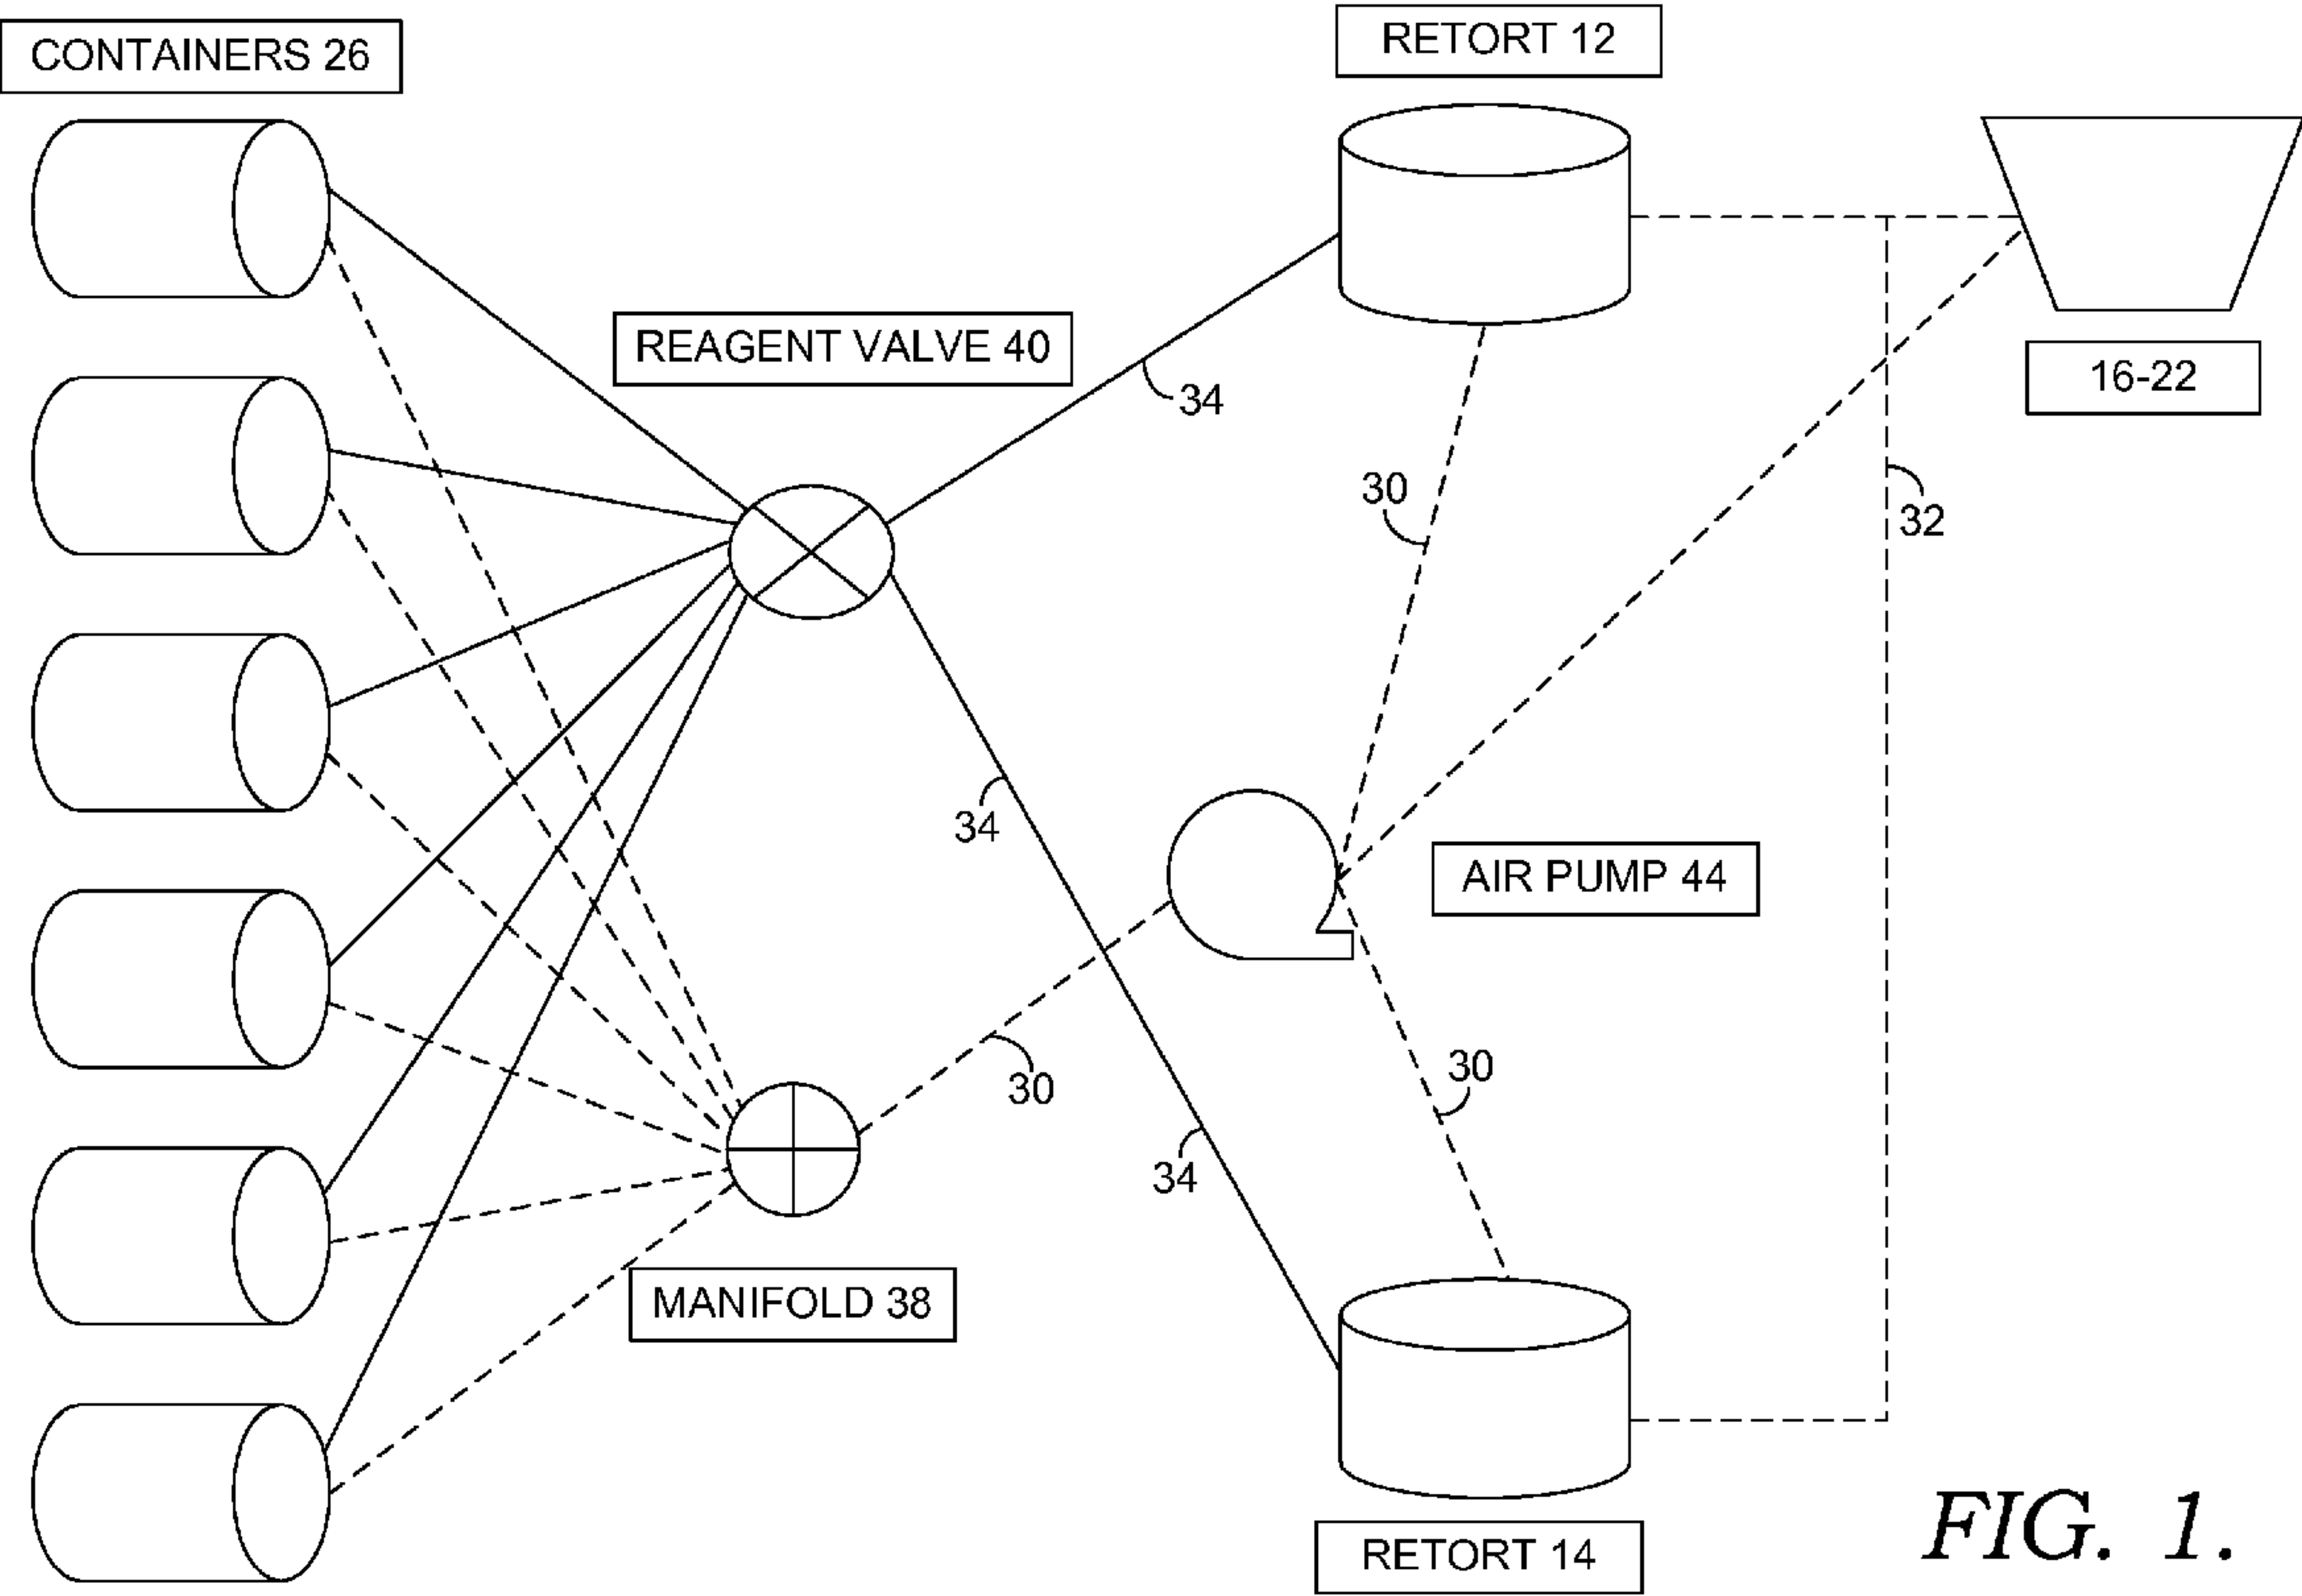 CONTAINERS 26
RETORT 12
REAGENT VALVE 40
16-22
34
30
32
34
AIR PUMP 44
30
30
34
MANIFOLD 38
RETORT 14
FIG. 1.